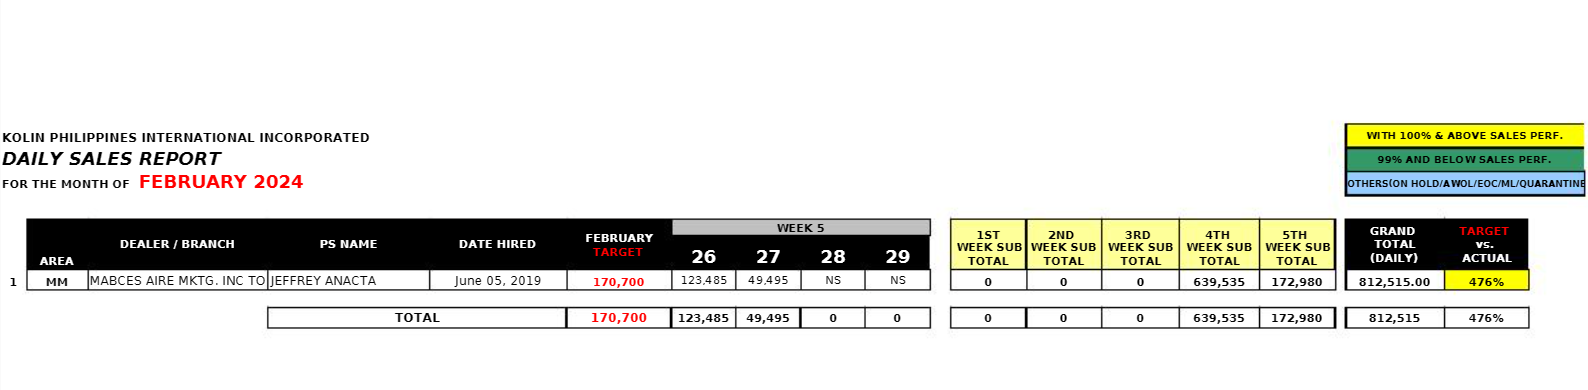 KOLIN PHILIPPINES INTERNATIONAL INCORPORATED
DAILY SALES REPORT
FOR THE MONTH OF FEBRUARY 2024
WITH 100% & ABOVE SALES PERF.
99% AND BELOW SALES PERF.
OTHERS(ON HOLD/AWOL/EOC/ML/QUARANTINE
AREA DEALER / BRANCH PS NAME DATE HIRED FEBRUARY TARGET WEEK 5 26 27 28 29 1ST WEEK SUB TOTAL 2ND WEEK SUB TOTAL 3RD WEEK SUB TOTAL 4TH WEEK SUB TOTAL 5TH WEEK SUB TOTAL GRAND TOTAL (DAILY) TARGET vs. ACTUAL
1 MM MABCES AIRE MKTG. INC TO JEFFREY ANACTA June 05, 2019 170,700 123,485 49,495 NS NS 0 0 0 639,535 172,980 812,515.00 476%
TOTAL 170,700 123,485 49,495 0 0 0 0 0 639,535 172,980 812,515 476%